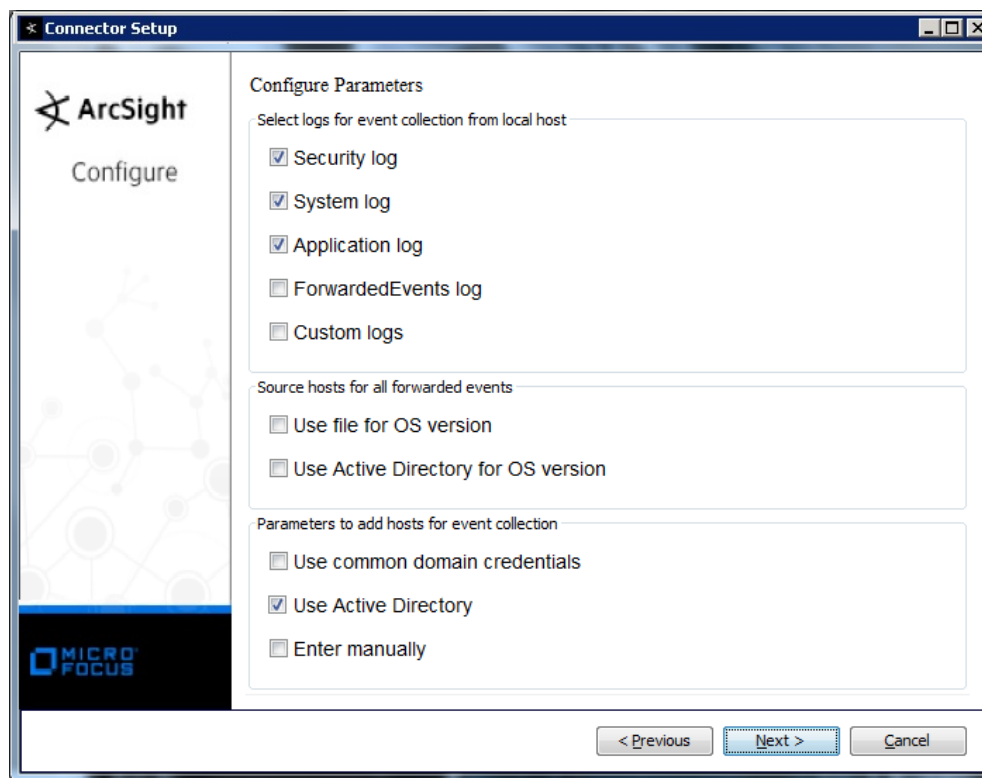 Connector Setup
ArcSight
Configure
Configure Parameters
Select logs for event collection from local host
Security log
System log
Application log
ForwardedEvents log
Custom logs
Source hosts for all forwarded events
Use file for OS version
Use Active Directory for OS version
Parameters to add hosts for event collection
Use common domain credentials
Use Active Directory
Enter manually
MICRO
FOCUS
< Previous
Next >
Cancel